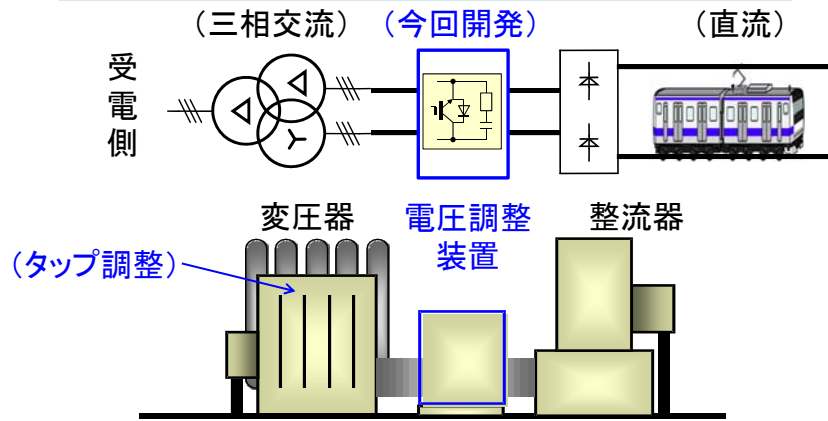 (三相交流)
(今回開発)
(直流)
受電側
変圧器
電圧調整
装置
整流器
(タップ調整)